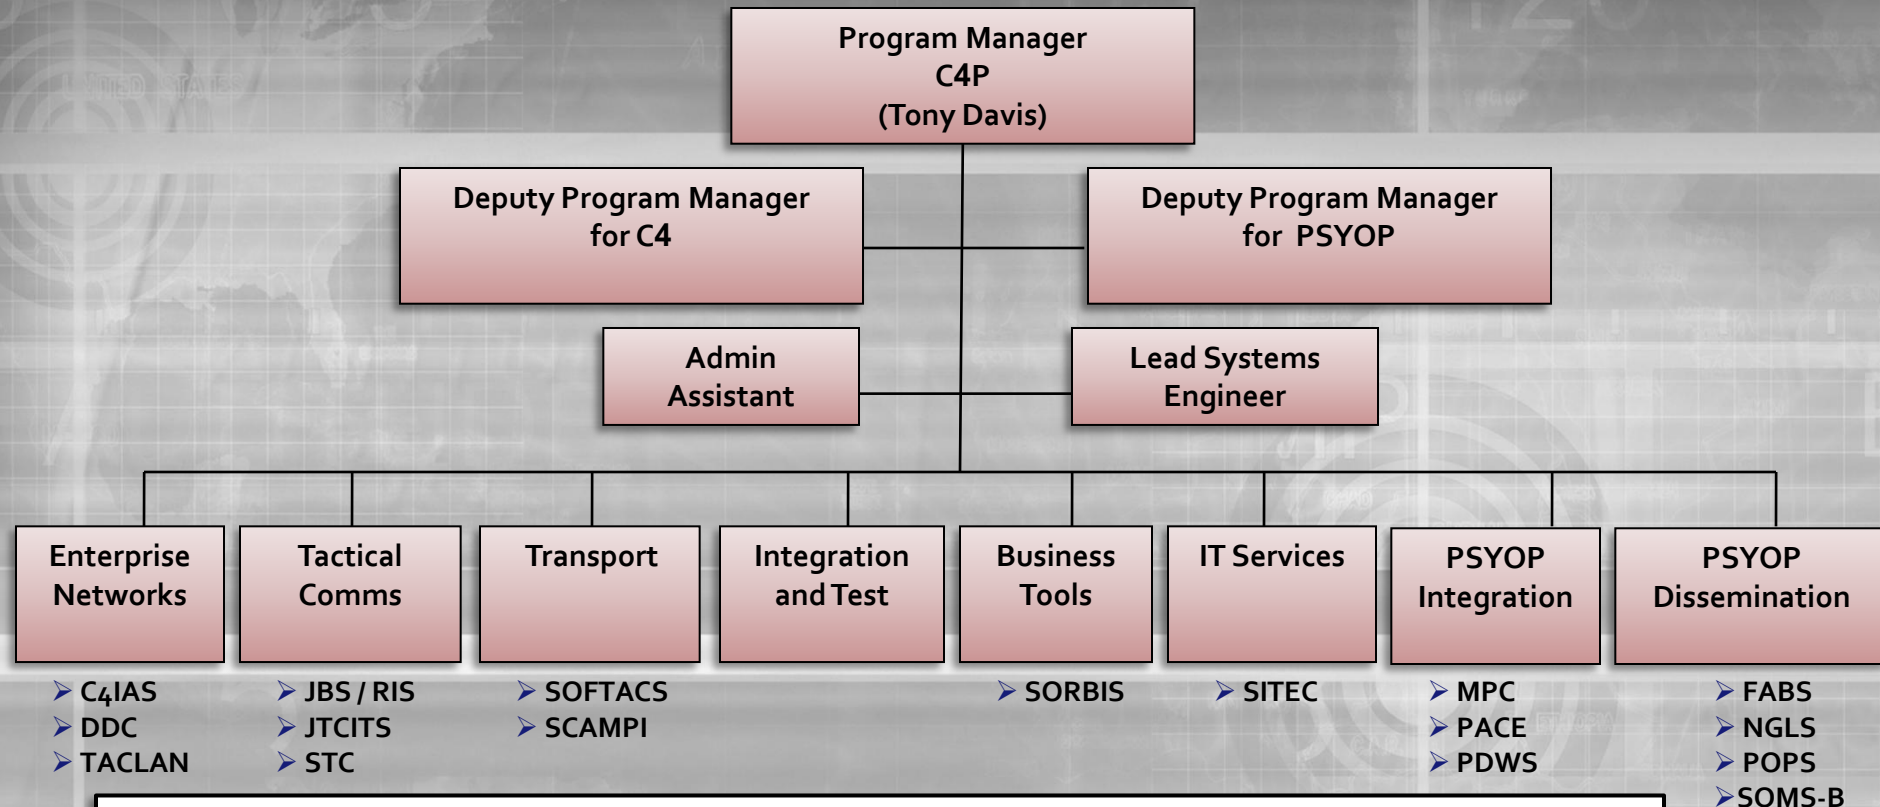 Program Manager
C4P
(Tony Davis)
Deputy Program Manager
for C4
Deputy Program Manager
for PSYOP
Admin
Assistant
Lead Systems
Engineer
Enterprise
Networks
➢ C4IAS
➢ DDC
➢ TACLAN
Tactical
Comms
➢ JBS / RIS
➢ JTCITS
➢ STC
Transport
➢ SOFTACS
➢ SCAMPI
Integration
and Test
Business
Tools
➢ SORBIS
IT Services
➢ SITEC
PSYOP
Integration
➢ MPC
➢ PACE
➢ PDWS
PSYOP
Dissemination
➢ FABS
➢ NGLS
➢ POPS
➢ SOMS-B
UNITED STATES